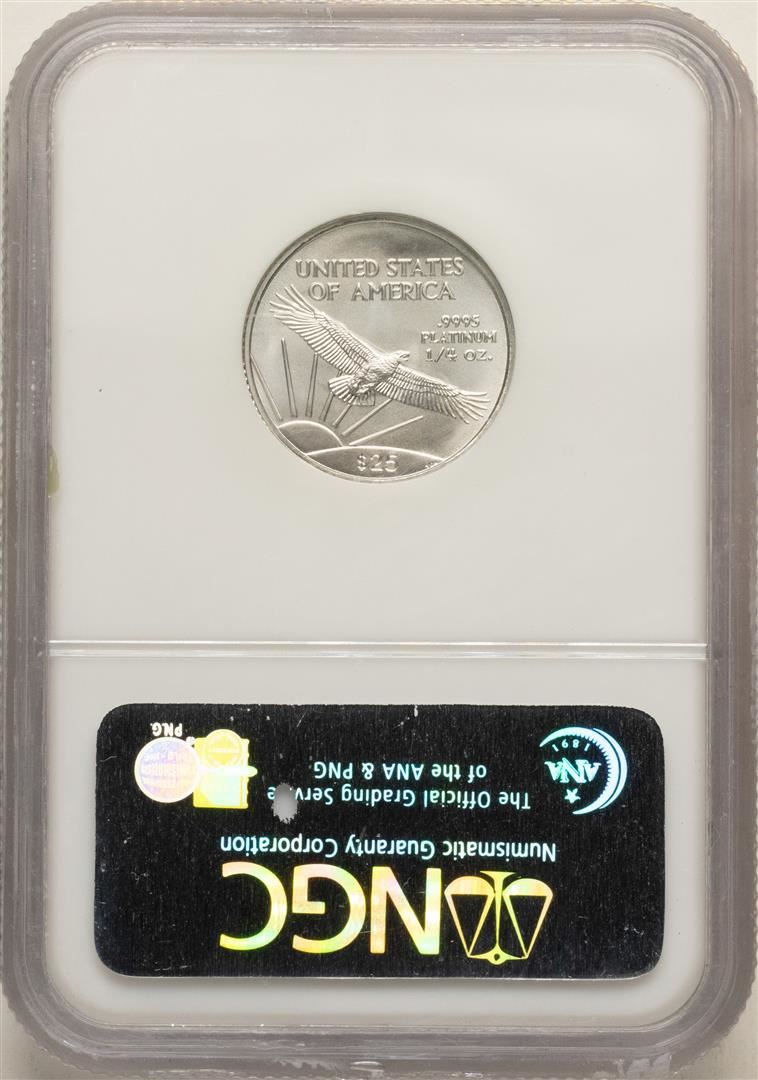 UNITED STATES
OF AMERICA
.9995
PLATINUM
1/4 OZ.
$25
NGC
Numismatic Guaranty Corporation
The Official Grading Service
of the ANA & PNG
ANA
1891
P.N.G.